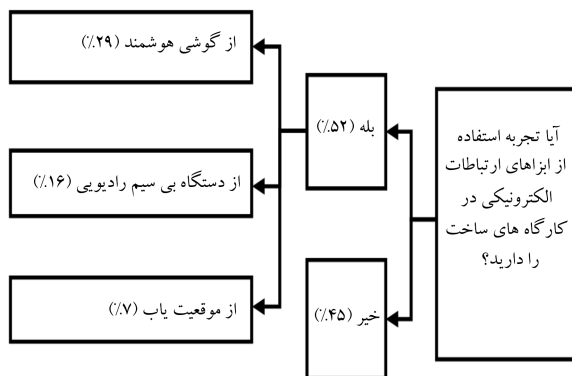 آیا تجربه استفاده
از ابزاهای ارتباطات
الکترونیکی در
کارگاه های ساخت
را دارید؟
بله (۵۲٪)
خیر (۴۵٪)
از گوشی هوشمند (۲۹٪)
از دستگاه بی سیم رادیویی (۱۶٪)
از موقعیت یاب (۷٪)